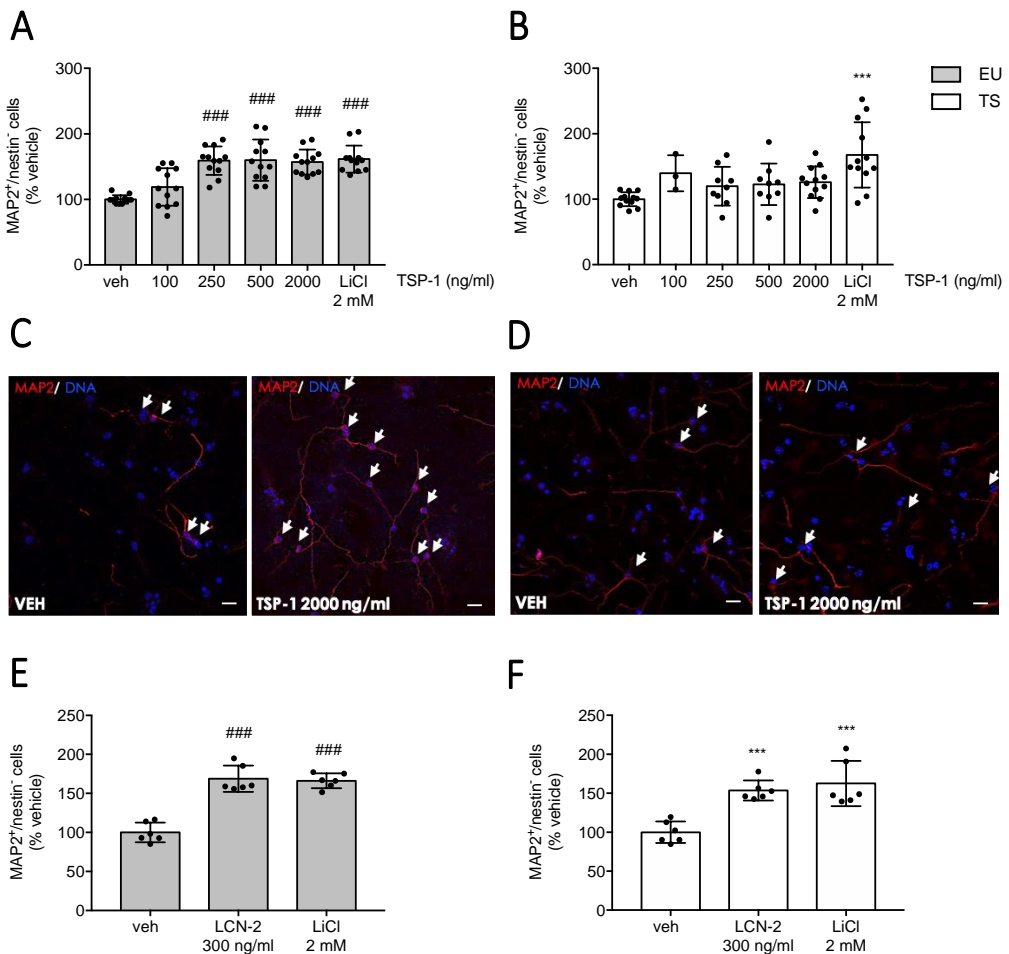 A
B
300
200
100
0
MAP2⁺/nestin⁻ cells
(% vehicle)
###
###
###
###
veh
100
250
500
2000
LiCl
2 mM
TSP-1 (ng/ml)
300
200
100
0
MAP2⁺/nestin⁻ cells
(% vehicle)
***
veh
100
250
500
2000
LiCl
2 mM
TSP-1 (ng/ml)
EU
TS
C
D
MAP2/ DNA
VEH
MAP2/ DNA
TSP-1 2000 ng/ml
MAP2/ DNA
VEH
MAP2/ DNA
TSP-1 2000 ng/ml
E
F
250
200
150
100
50
0
MAP2⁺/nestin⁻ cells
(% vehicle)
###
###
veh
LCN-2
300 ng/ml
LiCl
2 mM
250
200
150
100
50
0
MAP2⁺/nestin⁻ cells
(% vehicle)
***
***
veh
LCN-2
300 ng/ml
LiCl
2 mM